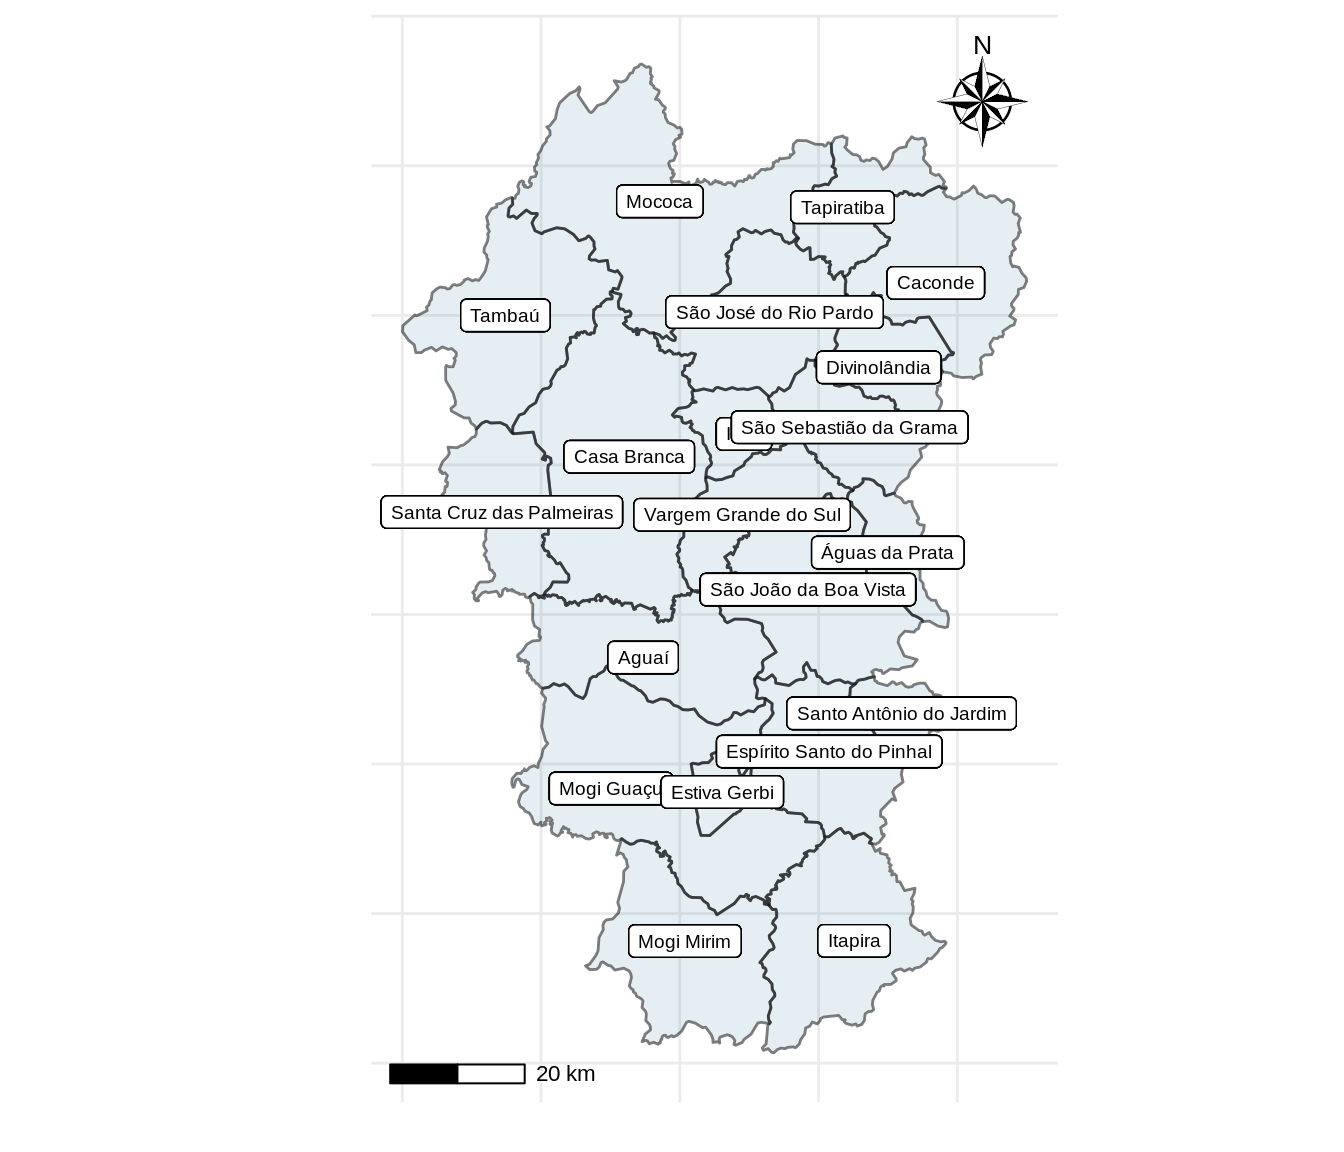 N
Mococa
Tapiratiba
Caconde
São José do Rio Pardo
Tambaú
Divinolândia
São Sebastião da Grama
Casa Branca
Santa Cruz das Palmeiras
Vargem Grande do Sul
Águas da Prata
São João da Boa Vista
Aguaí
Santo Antônio do Jardim
Espírito Santo do Pinhal
Mogi Guaçu
Estiva Gerbi
Mogi Mirim
Itapira
20 km